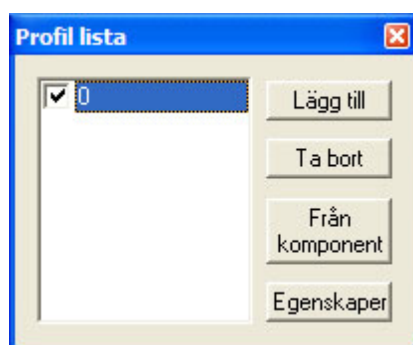 Profil lista
0
Lägg till
Ta bort
Från
komponent
Egenskaper